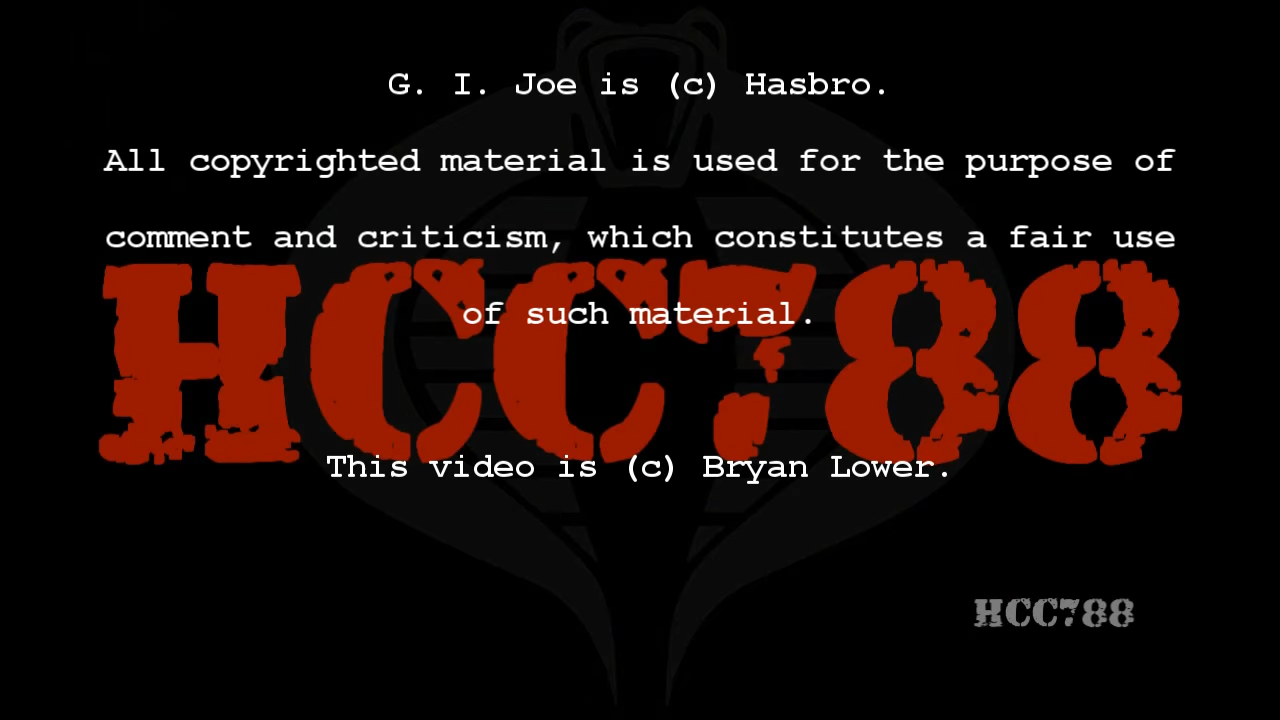 G. I. Joe is (c) Hasbro.
All copyrighted material is used for the purpose of
comment and criticism, which constitutes a fair use
of such material.
HCC788
This video is (c) Bryan Lower.
HCC788